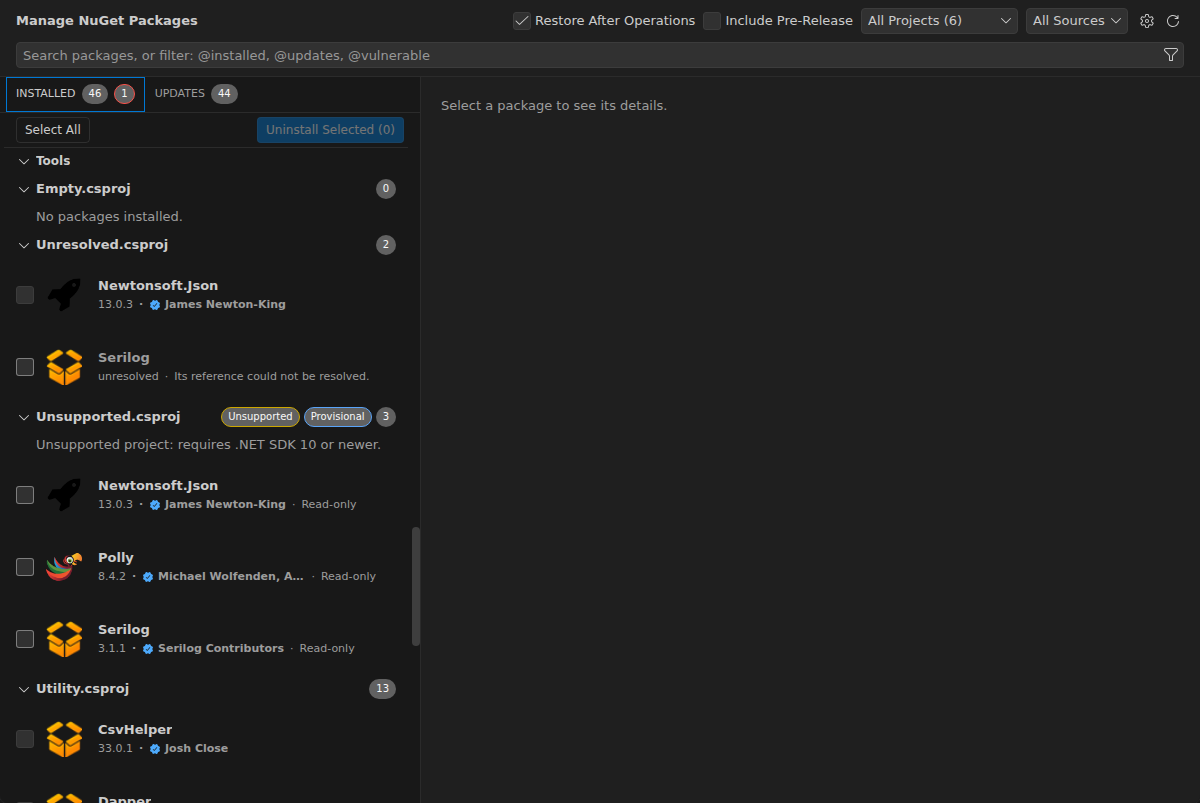 Manage NuGet Packages
Restore After Operations
Include Pre-Release
All Projects (6)
All Sources
Search packages, or filter: @installed, @updates, @vulnerable
INSTALLED 46 1
UPDATES 44
Select All
Uninstall Selected (0)
Select a package to see its details.
Tools
Empty.csproj 0
No packages installed.
Unresolved.csproj 2
Newtonsoft.Json
13.0.3 · James Newton-King
Serilog
unresolved · Its reference could not be resolved.
Unsupported.csproj Unsupported Provisional 3
Unsupported project: requires .NET SDK 10 or newer.
Newtonsoft.Json
13.0.3 · James Newton-King · Read-only
Polly
8.4.2 · Michael Wolfenden, A... · Read-only
Serilog
3.1.1 · Serilog Contributors · Read-only
Utility.csproj 13
CsvHelper
33.0.1 · Josh Close
Dapper